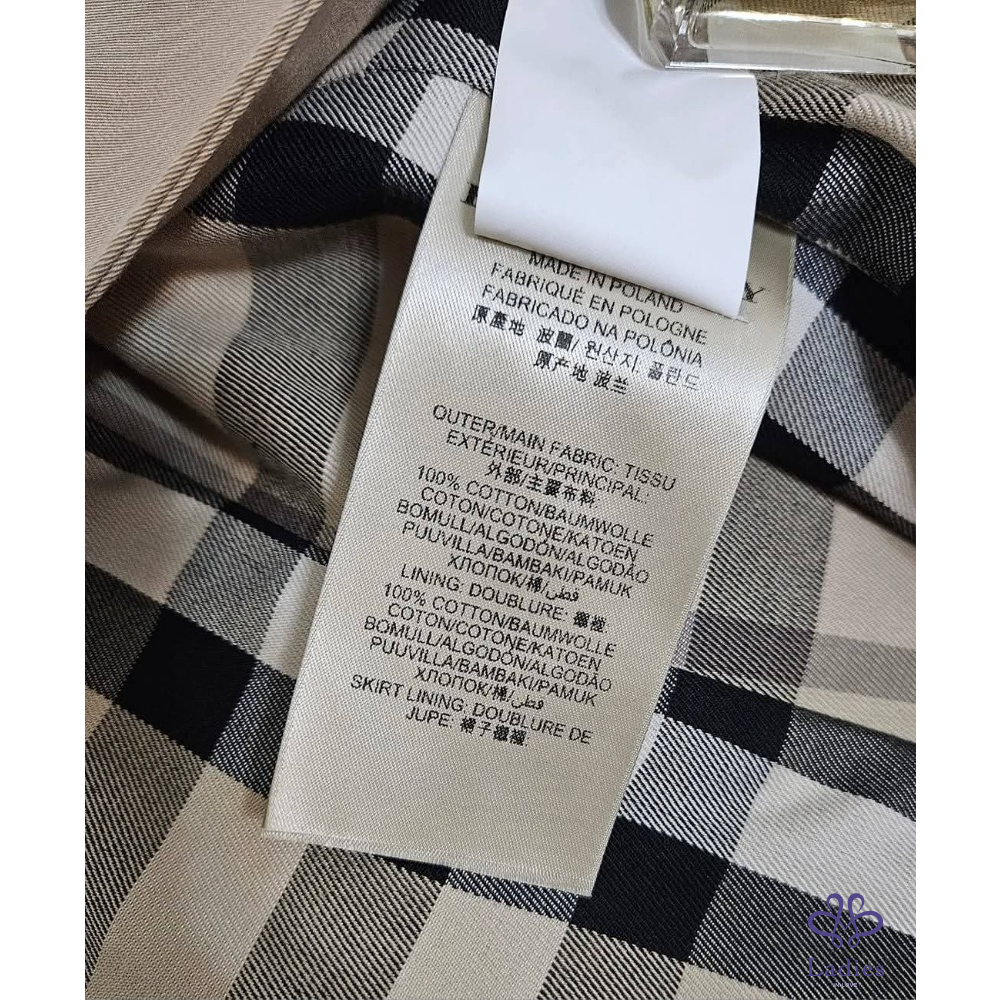 MADE IN POLAND
FABRIQUÉ EN POLOGNE
FABRICADO NA POLÔNIA
原產地 波蘭/ 원산지, 폴란드
原产地 波兰
OUTER/MAIN FABRIC: TISSU
EXTÉRIEUR/PRINCIPAL:
外部/主要布料
100% COTTON/BAUMWOLLE
COTON/COTONE/KATOEN
BOMULL/ALGODÓN/ALGODÃO
PUUVILLA/BAMBAKI/PAMUK
ХЛОПОК/棉/قطن
LINING: DOUBLURE: 襯裡
100% COTTON/BAUMWOLLE
COTON/COTONE/KATOEN
BOMULL/ALGODÓN/ALGODÃO
PUUVILLA/BAMBAKI/PAMUK
ХЛОПОК/棉/قطن
SKIRT LINING: DOUBLURE DE
JUPE: 裙子襯裡:
Ladies
IN LOVE